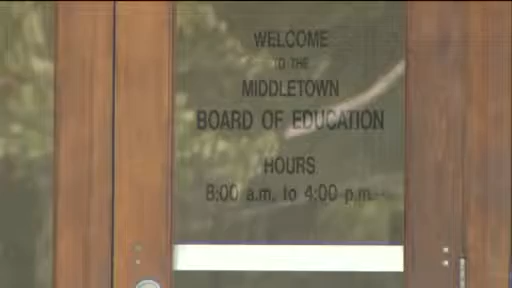 WELCOME
TO THE
MIDDLETOWN
BOARD OF EDUCATION
HOURS
8:00 a.m. to 4:00 p.m.